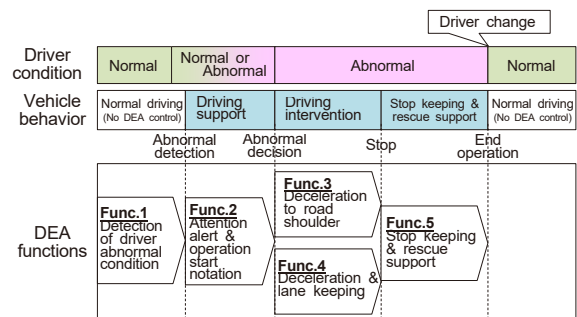 Driver change
Driver
condition
Normal
Normal or
Abnormal
Abnormal
Normal
Vehicle
behavior
Normal driving
(No DEA control)
Driving
support
Driving
intervention
Stop keeping &
rescue support
Normal driving
(No DEA control)
Abnormal
detection
Abnormal
decision
Stop
End
operation
DEA
functions
Func.1
Detection
of driver
abnormal
condition
Func.2
Attention
alert &
operation
start
notation
Func.3
Deceleration
to road
shoulder
Func.4
Deceleration &
lane keeping
Func.5
Stop keeping
& rescue
support